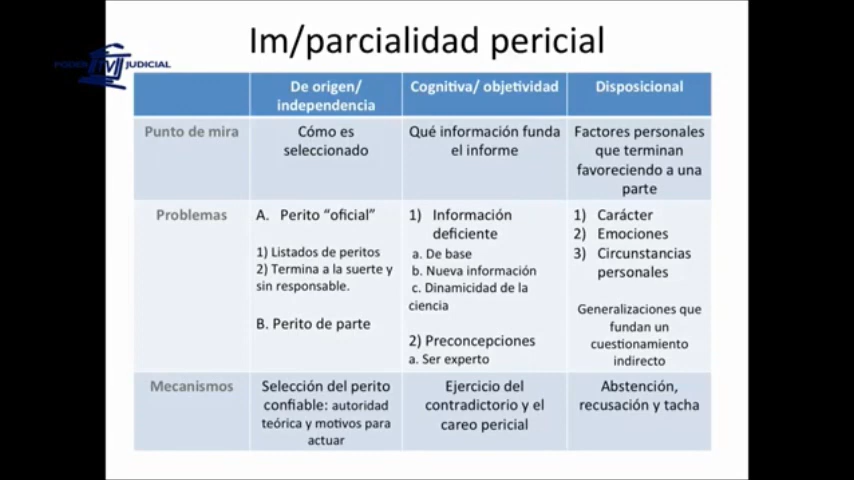 Im/parcialidad pericial
PODER TV JUDICIAL
De origen/
independencia
Cognitiva/ objetividad
Disposicional
Punto de mira
Cómo es
seleccionado
Qué información funda
el informe
Factores personales
que terminan
favoreciendo a una
parte
Problemas
A. Perito “oficial”
1) Listados de peritos
2) Termina a la suerte y
sin responsable.
B. Perito de parte
1) Información
deficiente
a. De base
b. Nueva información
c. Dinamicidad de la
ciencia
2) Preconcepciones
a. Ser experto
1) Carácter
2) Emociones
3) Circunstancias
personales
Generalizaciones que
fundan un
cuestionamiento
indirecto
Mecanismos
Selección del perito
confiable: autoridad
teórica y motivos para
actuar
Ejercicio del
contradictorio y el
careo pericial
Abstención,
recusación y tacha